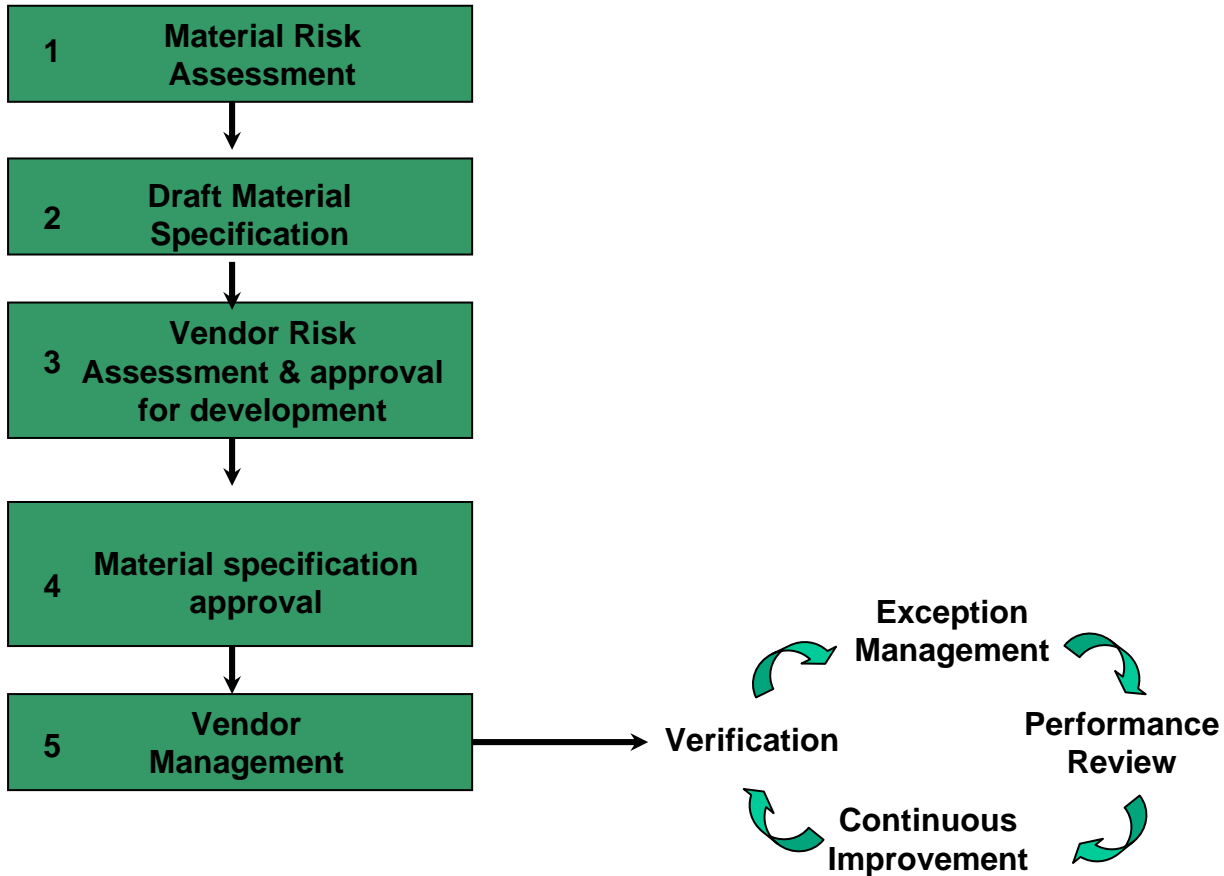 1
Material Risk
Assessment
2
Draft Material
Specification
3
Vendor Risk
Assessment & approval
for development
4
Material specification
approval
5
Vendor
Management
Verification
Exception
Management
Performance
Review
Continuous
Improvement